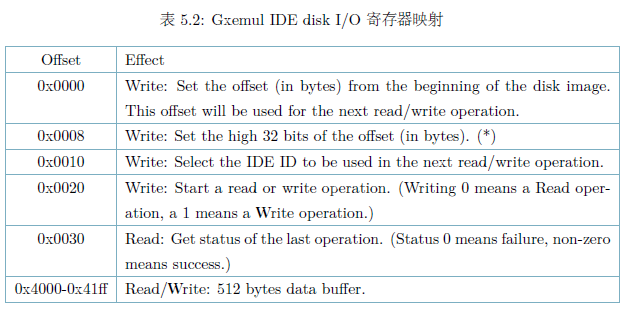 表 5.2: Gxemul IDE disk I/O 寄存器映射
Offset Effect
0x0000 Write: Set the offset (in bytes) from the beginning of the disk image.
This offset will be used for the next read/write operation.
0x0008 Write: Set the high 32 bits of the offset (in bytes). (*)
0x0010 Write: Select the IDE ID to be used in the next read/write operation.
0x0020 Write: Start a read or write operation. (Writing 0 means a Read oper-
ation, a 1 means a Write operation.)
0x0030 Read: Get status of the last operation. (Status 0 means failure, non-zero
means success.)
0x4000-0x41ff Read/Write: 512 bytes data buffer.